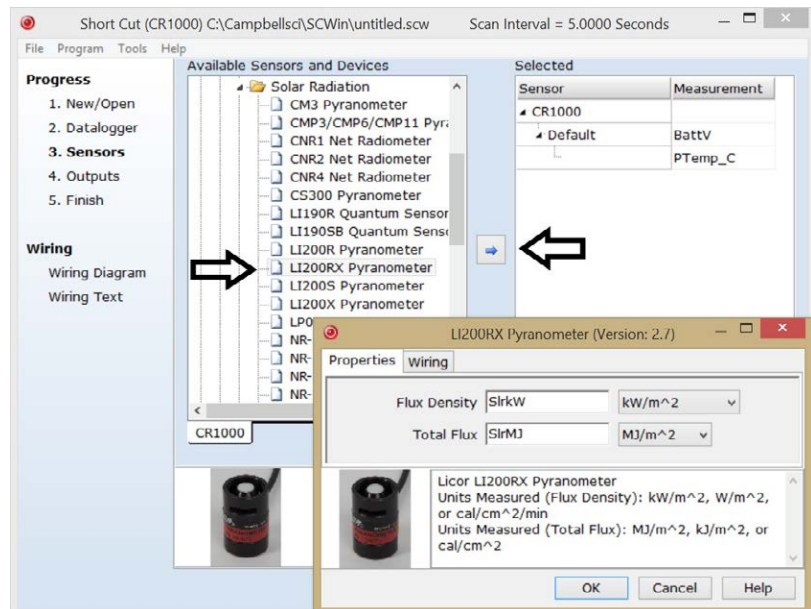 Short Cut (CR1000) C:\Campbellsci\SCWin\untitled.scw Scan Interval = 5.0000 Seconds
File Program Tools Help
Progress
1. New/Open
2. Datalogger
3. Sensors
4. Outputs
5. Finish
Wiring
Wiring Diagram
Wiring Text
Available Sensors and Devices
Solar Radiation
CM3 Pyranometer
CMP3/CMP6/CMP11 Pyr
CNR1 Net Radiometer
CNR2 Net Radiometer
CNR4 Net Radiometer
CS300 Pyranometer
LI190R Quantum Sensor
LI190SB Quantum Sens
LI200R Pyranometer
LI200RX Pyranometer
LI200S Pyranometer
LI200X Pyranometer
LP0
NR-
NR-
NR-
NR-
CR1000
Selected
Sensor Measurement
CR1000
Default BattV
PTemp_C
LI200RX Pyranometer (Version: 2.7)
Properties Wiring
Flux Density SlrkW kW/m^2
Total Flux SlrMJ MJ/m^2
Licor LI200RX Pyranometer
Units Measured (Flux Density): kW/m^2, W/m^2,
or cal/cm^2/min
Units Measured (Total Flux): MJ/m^2, kJ/m^2, or
cal/cm^2
OK Cancel Help